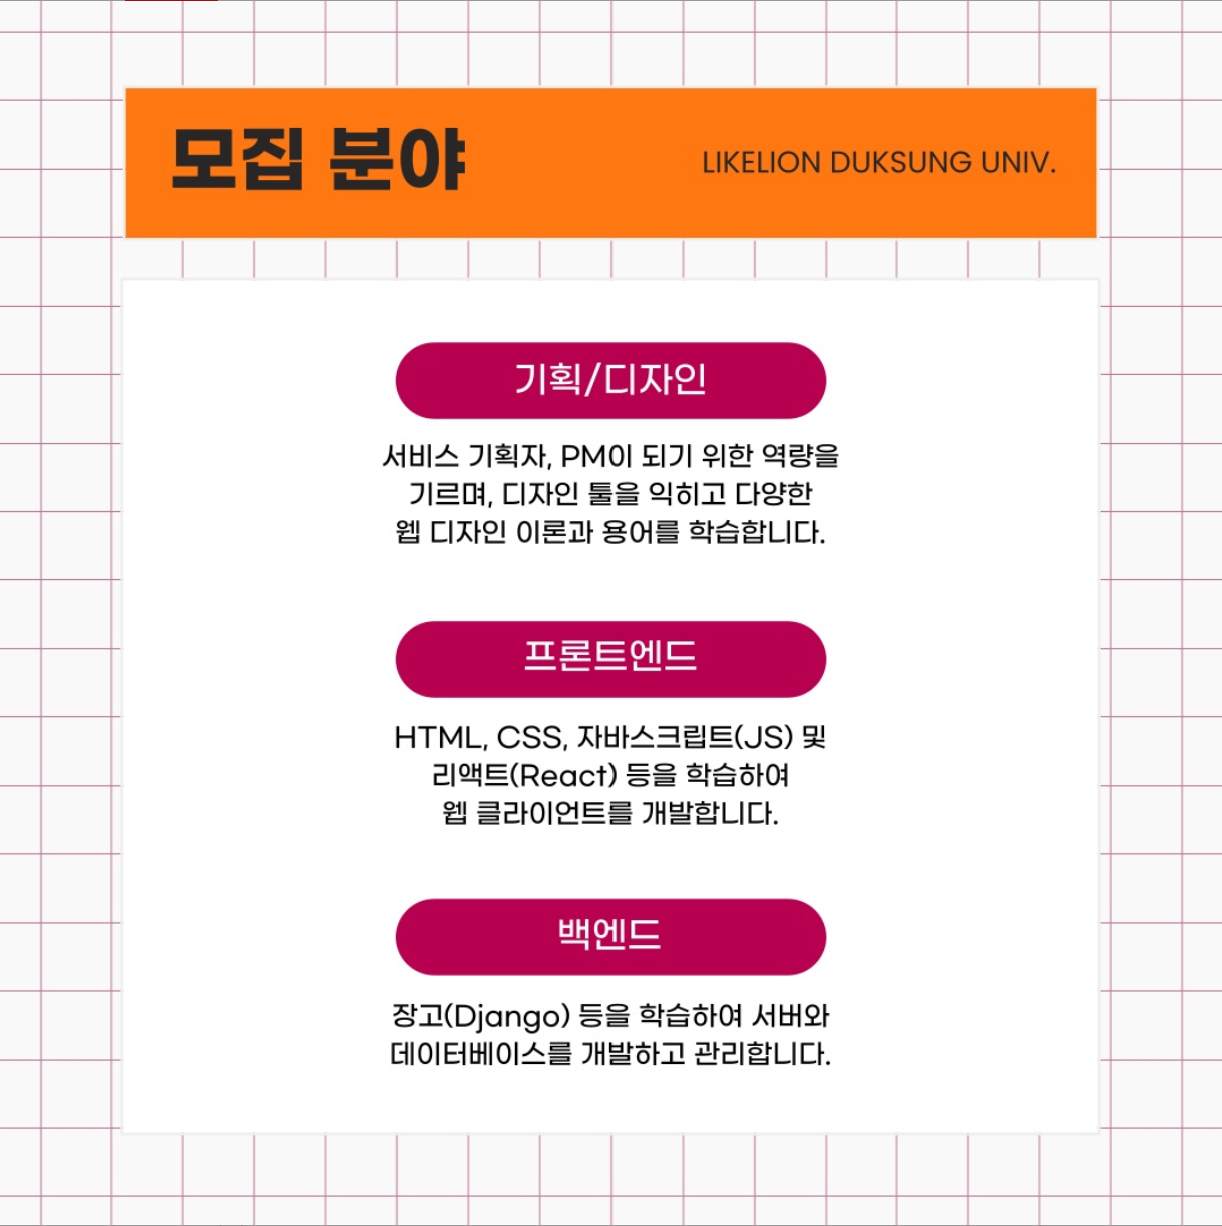 모집 분야
LIKELION DUKSUNG UNIV.
기획/디자인
서비스 기획자, PM이 되기 위한 역량을
기르며, 디자인 툴을 익히고 다양한
웹 디자인 이론과 용어를 학습합니다.
프론트엔드
HTML, CSS, 자바스크립트(JS) 및
리액트(React) 등을 학습하여
웹 클라이언트를 개발합니다.
백엔드
장고(Django) 등을 학습하여 서버와
데이터베이스를 개발하고 관리합니다.